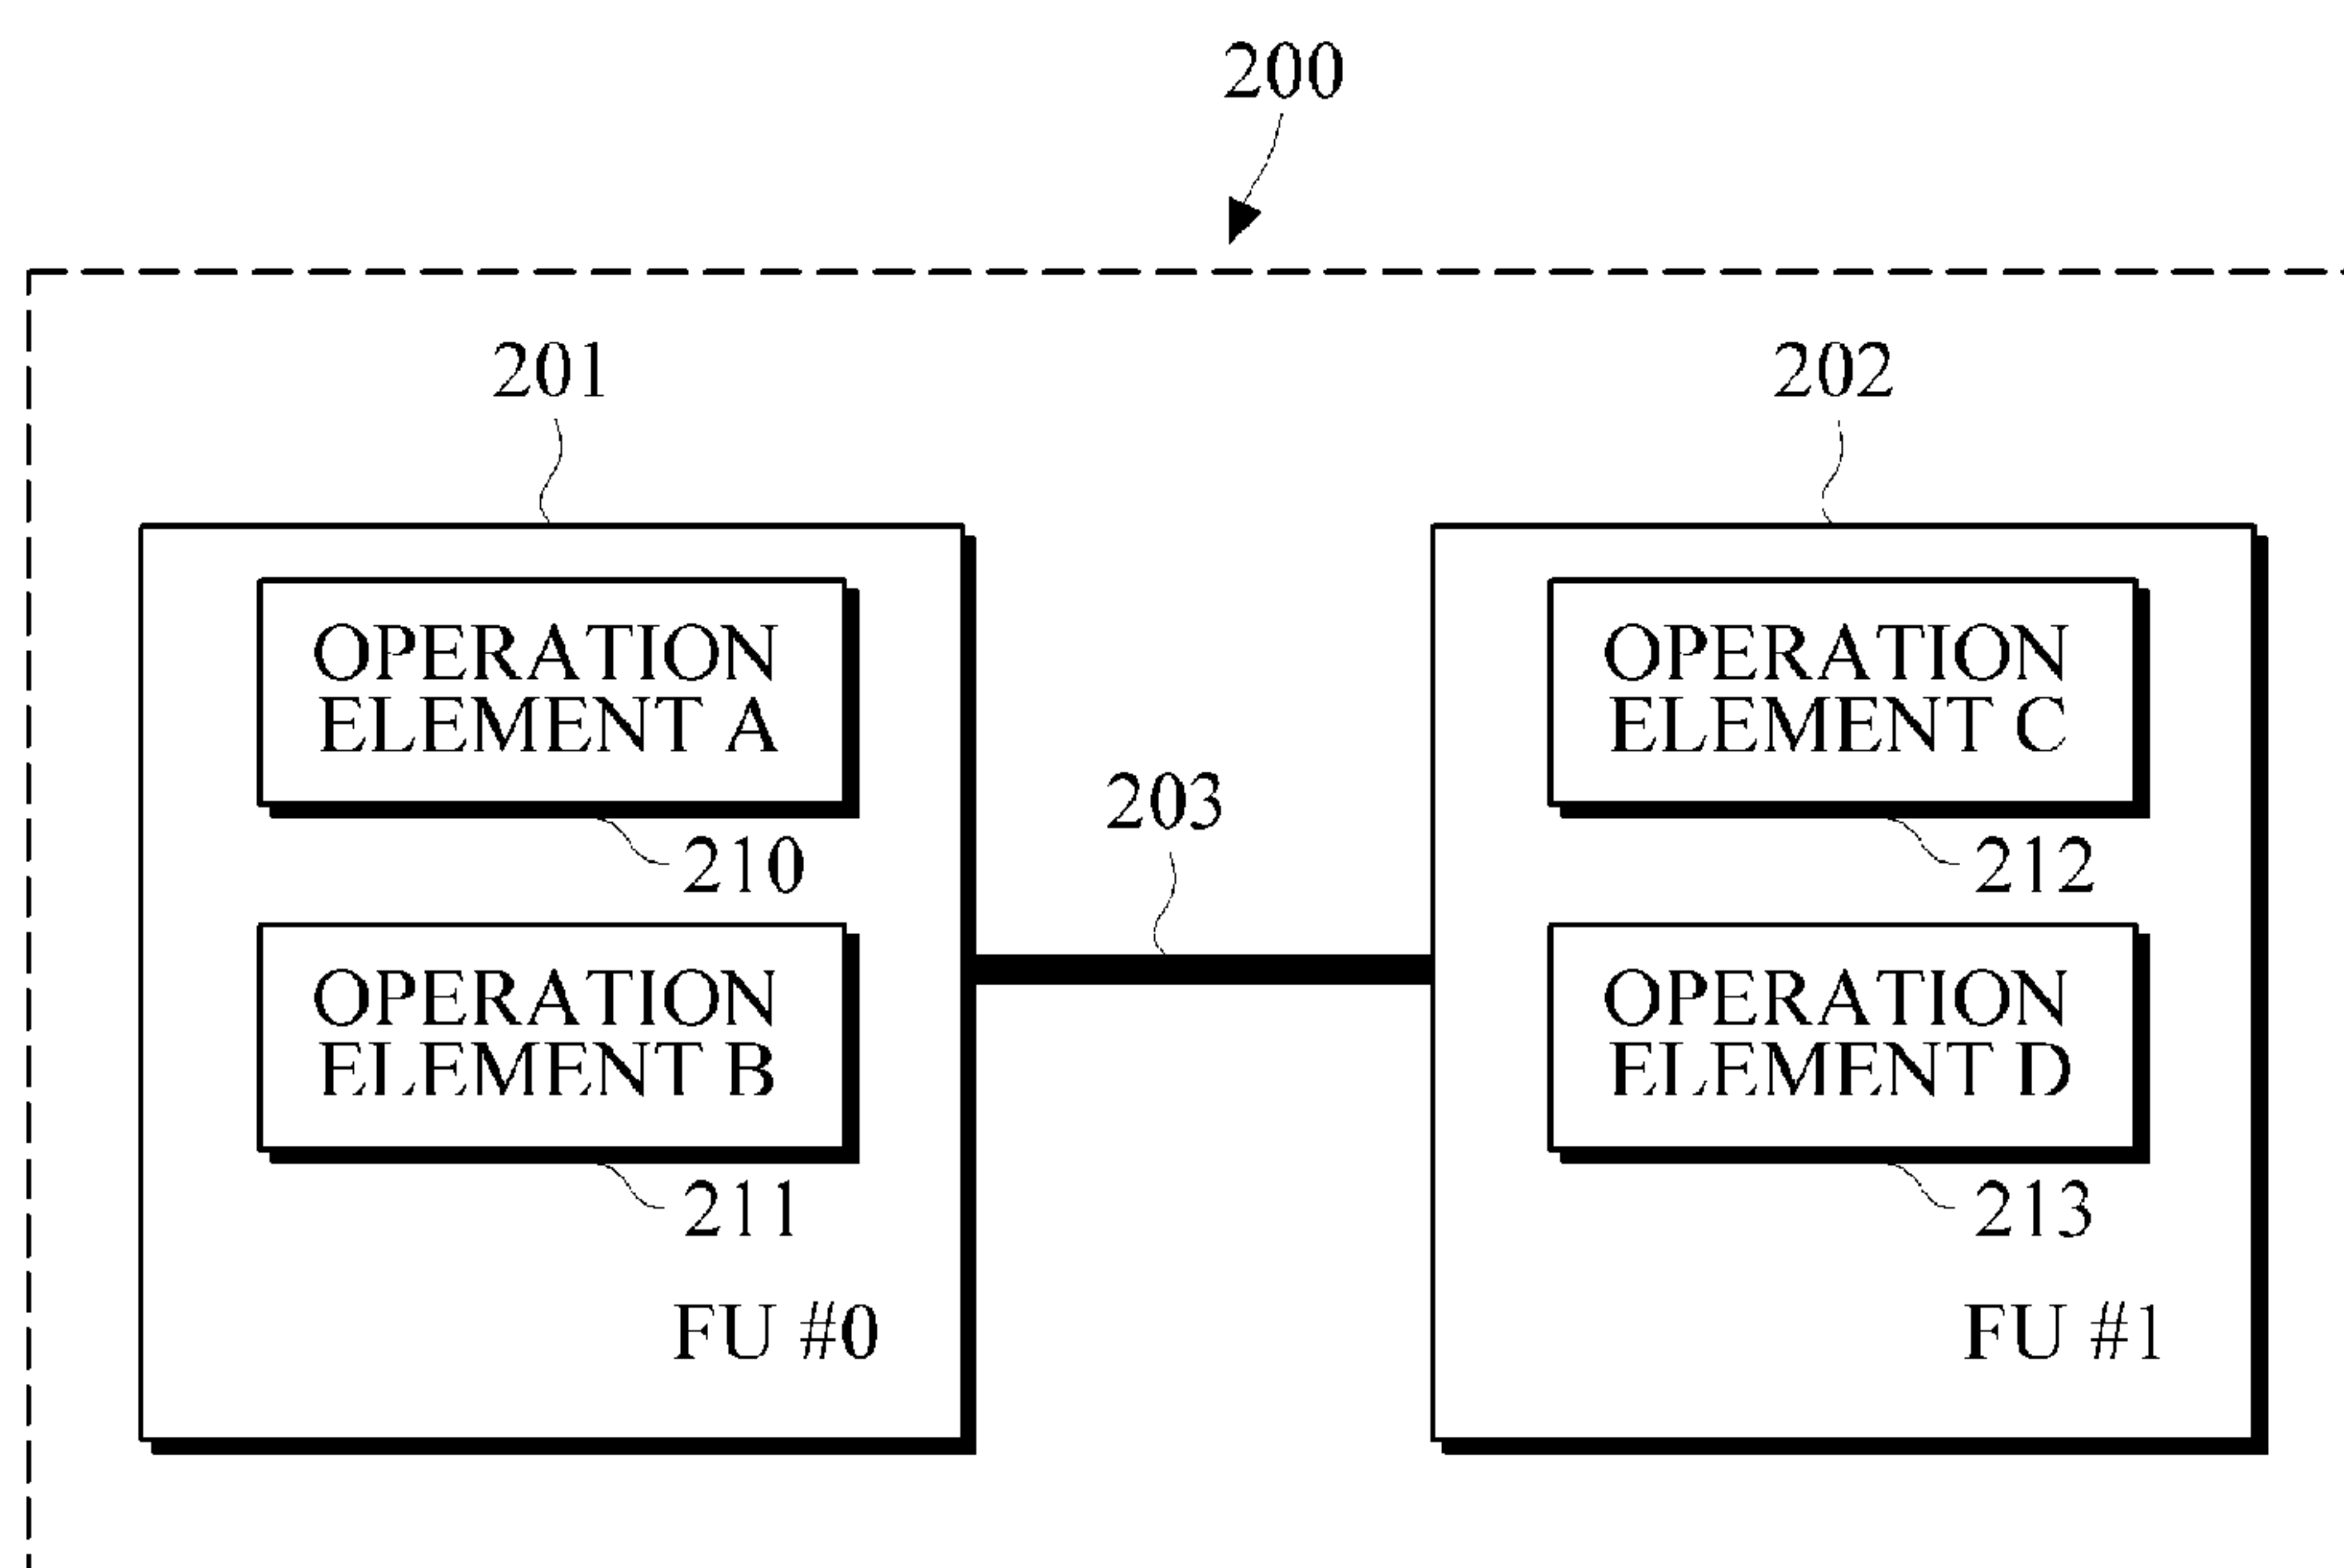 200
201
202
OPERATION
ELEMENT A
210
OPERATION
ELEMENT B
211
FU #0
203
OPERATION
ELEMENT C
212
OPERATION
ELEMENT D
213
FU #1